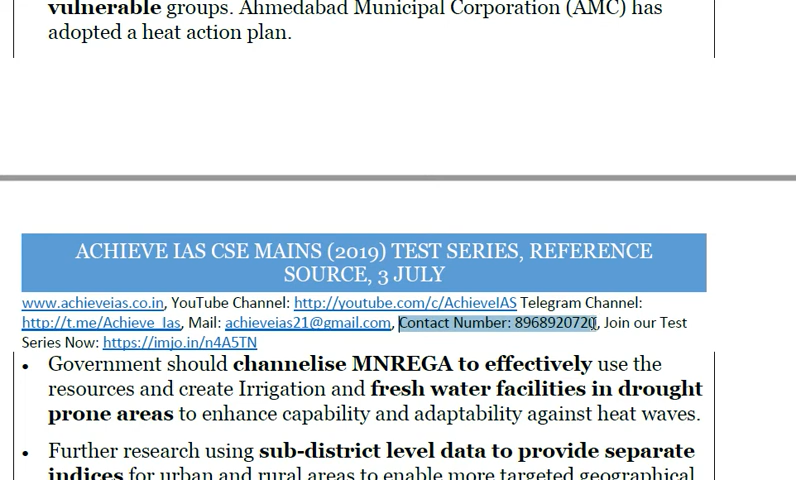 vulnerable groups. Ahmedabad Municipal Corporation (AMC) has
adopted a heat action plan.
ACHIEVE IAS CSE MAINS (2019) TEST SERIES, REFERENCE
SOURCE, 3 JULY
www.achieveias.co.in, YouTube Channel: http://youtube.com/c/AchieveIAS Telegram Channel:
http://t.me/Achieve_Ias, Mail: achieveias21@gmail.com, Contact Number: 8968920720, Join our Test
Series Now: https://imjo.in/n4A5TN
• Government should channelise MNREGA to effectively use the
resources and create Irrigation and fresh water facilities in drought
prone areas to enhance capability and adaptability against heat waves.
• Further research using sub-district level data to provide separate
indices for urban and rural areas to enable more targeted geographical